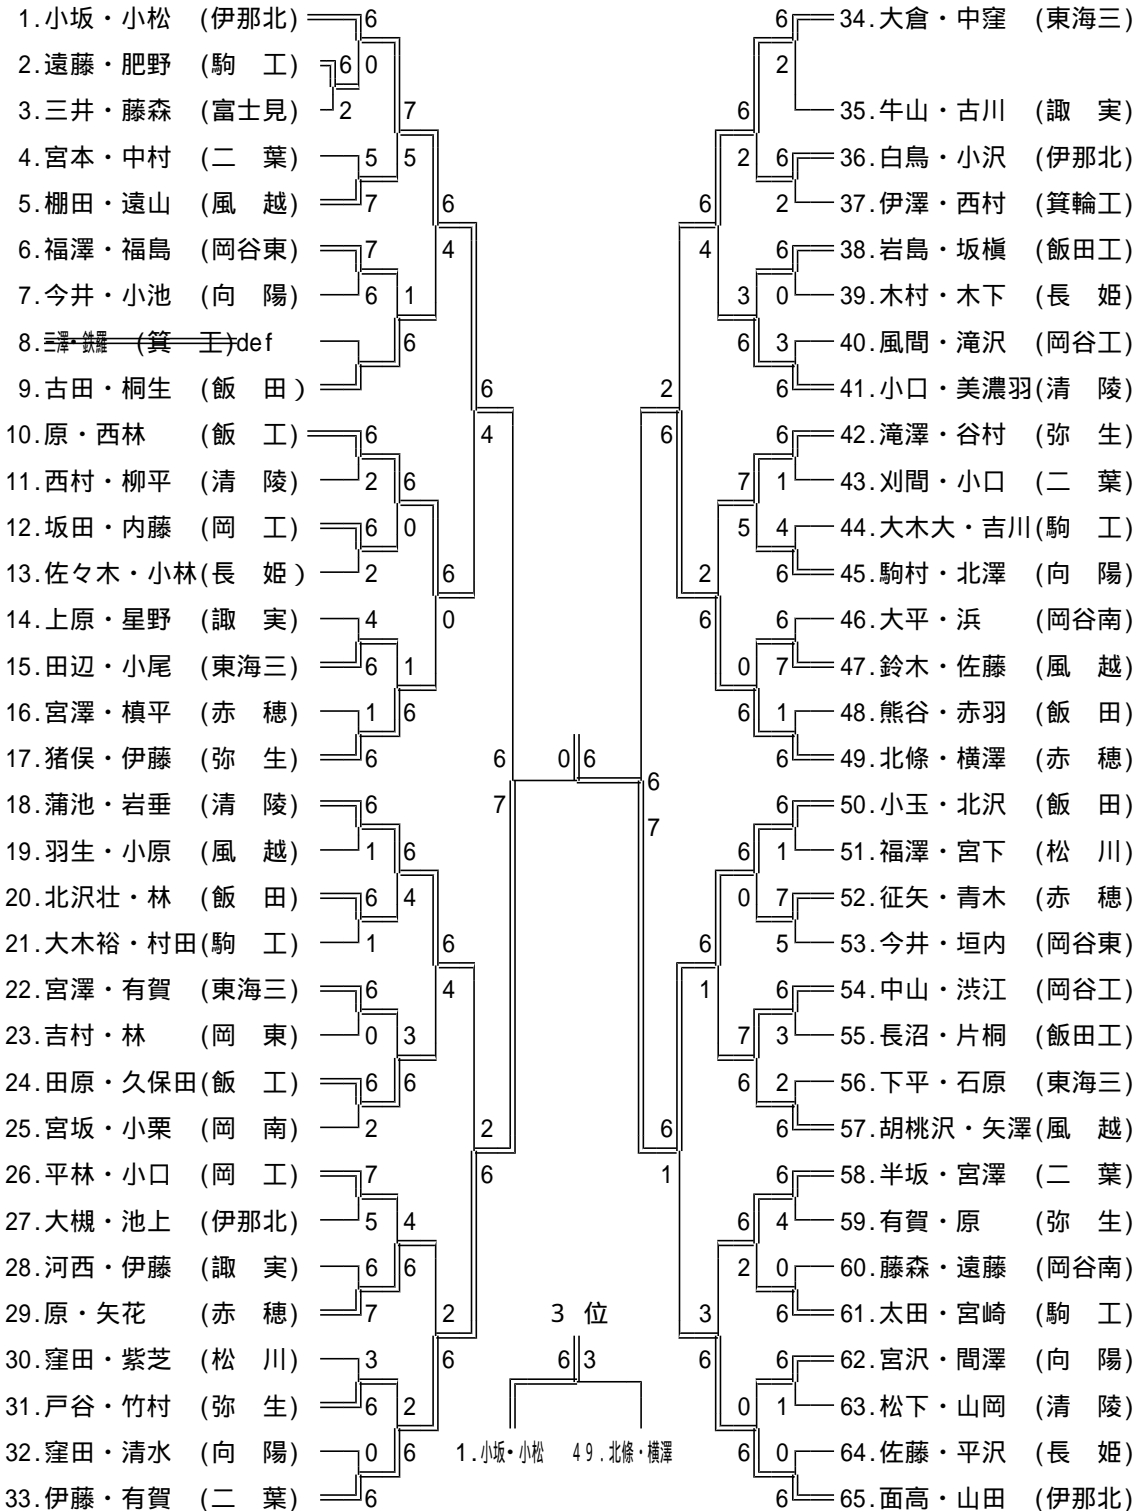 1.小坂・小松 (伊那北)
2.遠藤・肥野 (駒 工)
3.三井・藤森 (富士見)
4.宮本・中村 (二 葉)
5.棚田・遠山 (風 越)
6.福澤・福島 (岡谷東)
7.今井・小池 (向 陽)
8.三澤・鉄羅 (箕 工)def
9.古田・桐生 (飯 田)
10.原・西林 (飯 工)
11.西村・柳平 (清 陵)
12.坂田・内藤 (岡 工)
13.佐々木・小林(長 姫)
14.上原・星野 (諏 実)
15.田辺・小尾 (東海三)
16.宮澤・槙平 (赤 穂)
17.猪俣・伊藤 (弥 生)
18.蒲池・岩垂 (清 陵)
19.羽生・小原 (風 越)
20.北沢壮・林 (飯 田)
21.大木裕・村田(駒 工)
22.宮澤・有賀 (東海三)
23.吉村・林 (岡 東)
24.田原・久保田(飯 工)
25.宮坂・小栗 (岡 南)
26.平林・小口 (岡 工)
27.大槻・池上 (伊那北)
28.河西・伊藤 (諏 実)
29.原・矢花 (赤 穂)
30.窪田・紫芝 (松 川)
31.戸谷・竹村 (弥 生)
32.窪田・清水 (向 陽)
33.伊藤・有賀 (二 葉)
6
6 0
2
7
5 5
7
6
7 4
6 1
6
6
6 4
2 6
6 0
2
6
4 0
6 1
1 6
6
6
7
6
1 6
6 4
1
6
6 4
0 3
6 6
2
2
7 6
5 4
6 6
7
2
3 6
6 2
0 6
6
0 6
6
7
3 位
6 3
1.小坂・小松 49.北條・横澤
6
2
6
2 6
2
6
6 4
3 0
6 3
6
2
6 6
7 1
5 4
6
2
6 6
0 7
6 1
6
6
6 1
0 7
5
6
6 1
7 3
6 2
6
6
6 1
6 4
2 0
6
3
6 6
0 1
6 0
6
34.大倉・中窪 (東海三)
35.牛山・古川 (諏 実)
36.白鳥・小沢 (伊那北)
37.伊澤・西村 (箕輪工)
38.岩島・坂槇 (飯田工)
39.木村・木下 (長 姫)
40.風間・滝沢 (岡谷工)
41.小口・美濃羽(清 陵)
42.滝澤・谷村 (弥 生)
43.刈間・小口 (二 葉)
44.大木大・吉川(駒 工)
45.駒村・北澤 (向 陽)
46.大平・浜 (岡谷南)
47.鈴木・佐藤 (風 越)
48.熊谷・赤羽 (飯 田)
49.北條・横澤 (赤 穂)
50.小玉・北沢 (飯 田)
51.福澤・宮下 (松 川)
52.征矢・青木 (赤 穂)
53.今井・垣内 (岡谷東)
54.中山・渋江 (岡谷工)
55.長沼・片桐 (飯田工)
56.下平・石原 (東海三)
57.胡桃沢・矢澤(風 越)
58.半坂・宮澤 (二 葉)
59.有賀・原 (弥 生)
60.藤森・遠藤 (岡谷南)
61.太田・宮崎 (駒 工)
62.宮沢・間澤 (向 陽)
63.松下・山岡 (清 陵)
64.佐藤・平沢 (長 姫)
65.面高・山田 (伊那北)